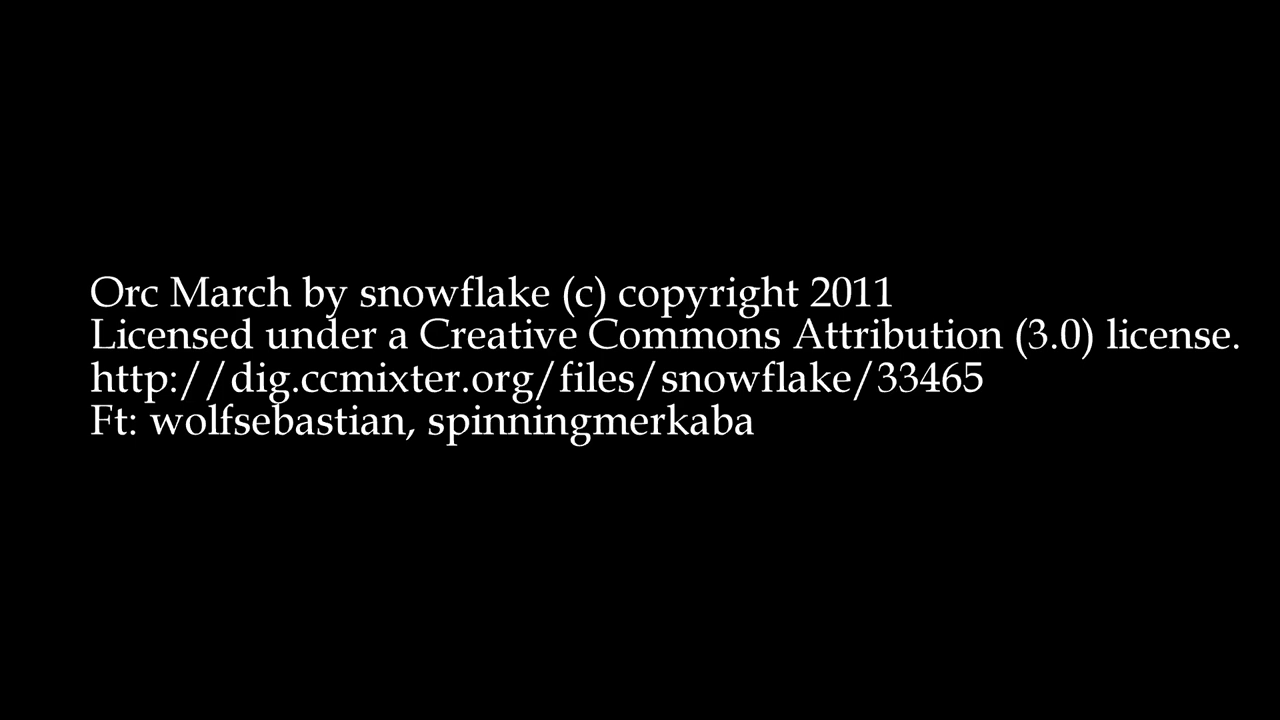 Orc March by snowflake (c) copyright 2011
Licensed under a Creative Commons Attribution (3.0) license.
http://dig.ccmixter.org/files/snowflake/33465
Ft: wolfsebastian, spinningmerkaba